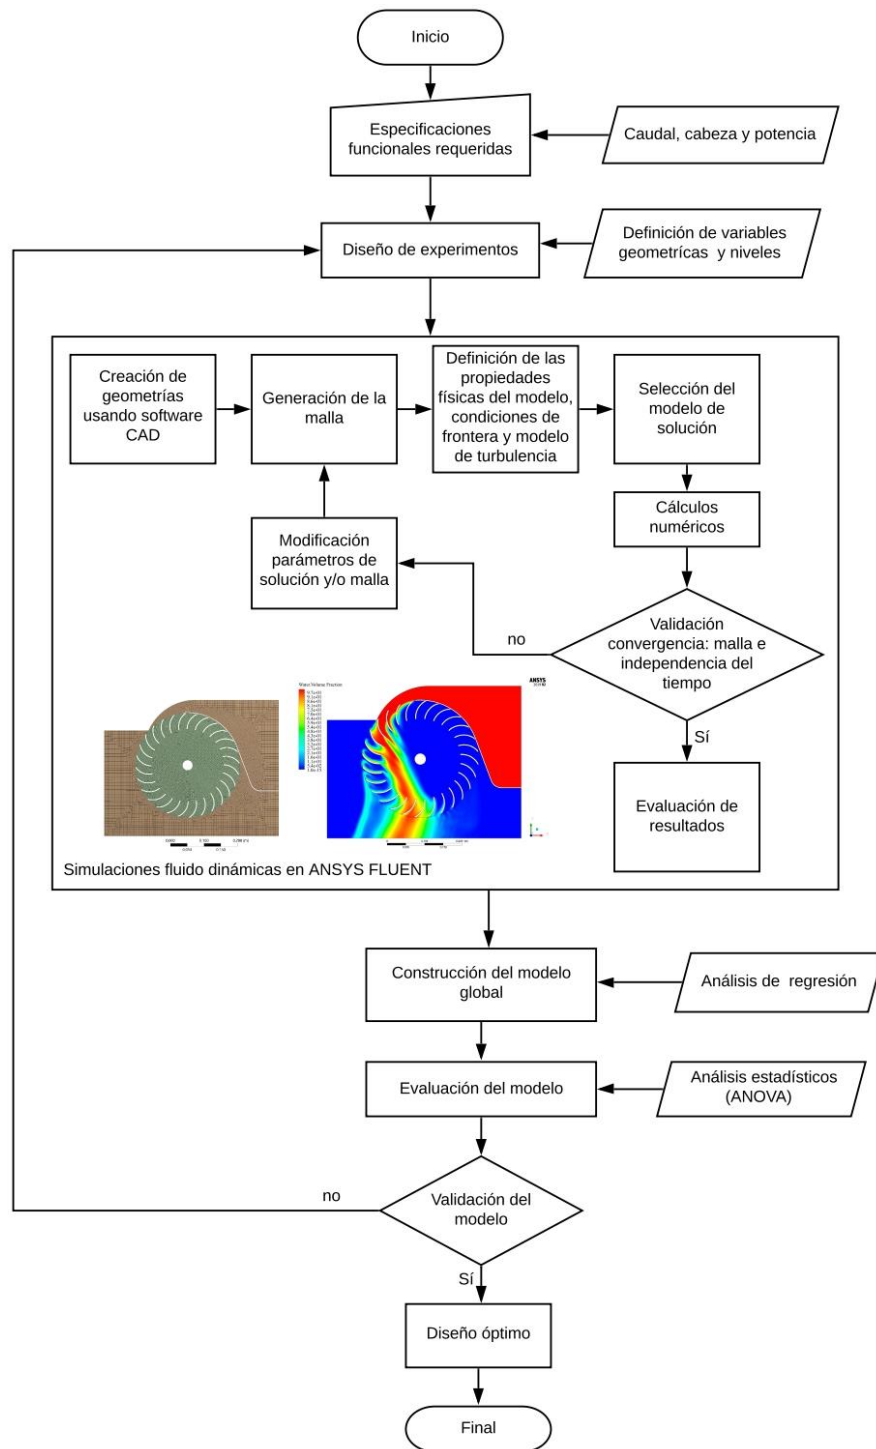 Inicio
Especificaciones
funcionales requeridas
Caudal, cabeza y potencia
Diseño de experimentos
Definición de variables
geometrícas y niveles
Creación de
geometrías
usando software
CAD
Generación de la
malla
Definición de las
propiedades
físicas del modelo,
condiciones de
frontera y modelo
de turbulencia
Selección del
modelo de
solución
Cálculos
numéricos
Modificación
parámetros de
solución y/o malla
no
Validación
convergencia: malla e
independencia del
tiempo
Sí
Evaluación de
resultados
Water Volume Fraction
ANSYS
Simulaciones fluido dinámicas en ANSYS FLUENT
Construcción del modelo
global
Análisis de regresión
Evaluación del modelo
Análisis estadísticos
(ANOVA)
no
Validación del
modelo
Sí
Diseño óptimo
Final